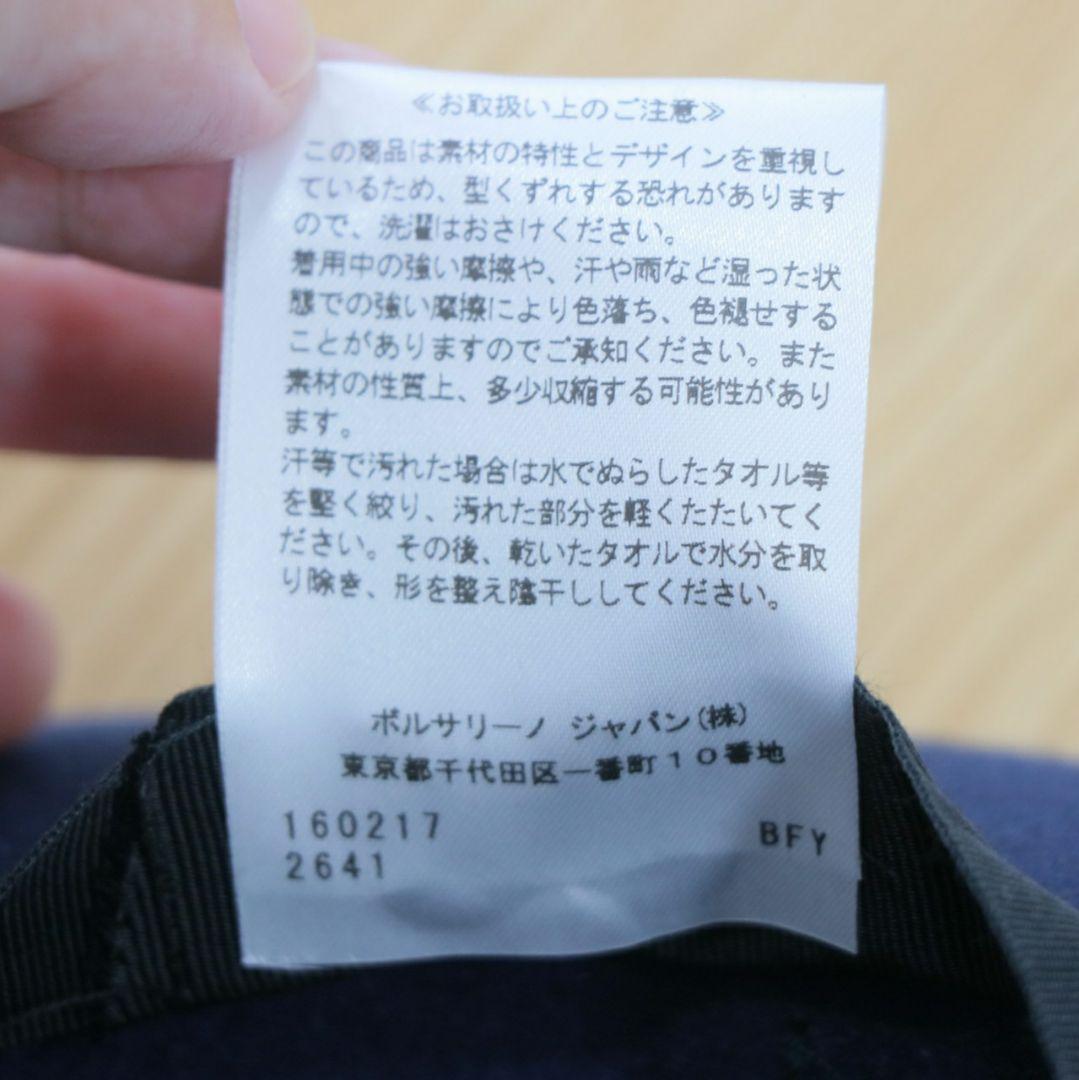 ≪お取扱い上のご注意≫
この商品は素材の特性とデザインを重視し
ているため、型くずれする恐れがあります
ので、洗濯はおさけください。
着用中の強い摩擦や、汗や雨など湿った状
態での強い摩擦により色落ち、色褪せする
ことがありますのでご承知ください。また
素材の性質上、多少収縮する可能性があり
ます。
汗等で汚れた場合は水でぬらしたタオル等
を堅く絞り、汚れた部分を軽くたたいてく
ださい。その後、乾いたタオルで水分を取
り除き、形を整え陰干ししてください。
ボルサリーノ ジャパン(株)
東京都千代田区一番町10番地
160217 BFY
2641